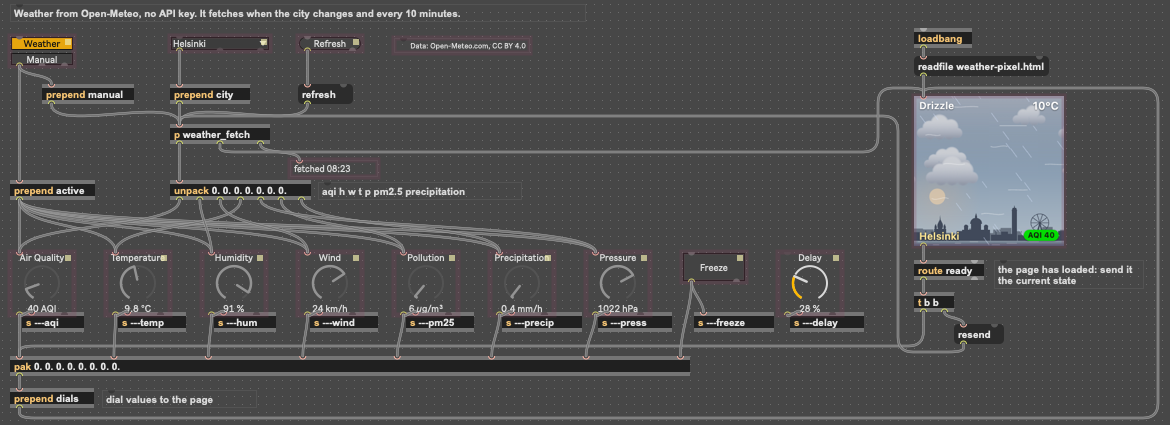 Weather from Open-Meteo, no API key. It fetches when the city changes and every 10 minutes.
Weather
Manual
Helsinki
Refresh
Data: Open-Meteo.com, CC BY 4.0
loadbang
readfile weather-pixel.html
prepend manual
prepend city
refresh
Drizzle
10°C
p weather_fetch
fetched 08:23
prepend active
unpack 0. 0. 0. 0. 0. 0. 0.
aqi h w t p pm2.5 precipitation
Helsinki
AQI 40
Air Quality
Temperature
Humidity
Wind
Pollution
Precipitation
Pressure
Freeze
Delay
route ready
the page has loaded: send it
the current state
40 AQI
9.8 °C
91 %
24 km/h
6 µg/m³
0.4 mm/h
1022 hPa
28 %
t b b
s ---aqi
s ---temp
s ---hum
s ---wind
s ---pm25
s ---precip
s ---press
s ---freeze
s ---delay
resend
pak 0. 0. 0. 0. 0. 0. 0. 0.
prepend dials
dial values to the page